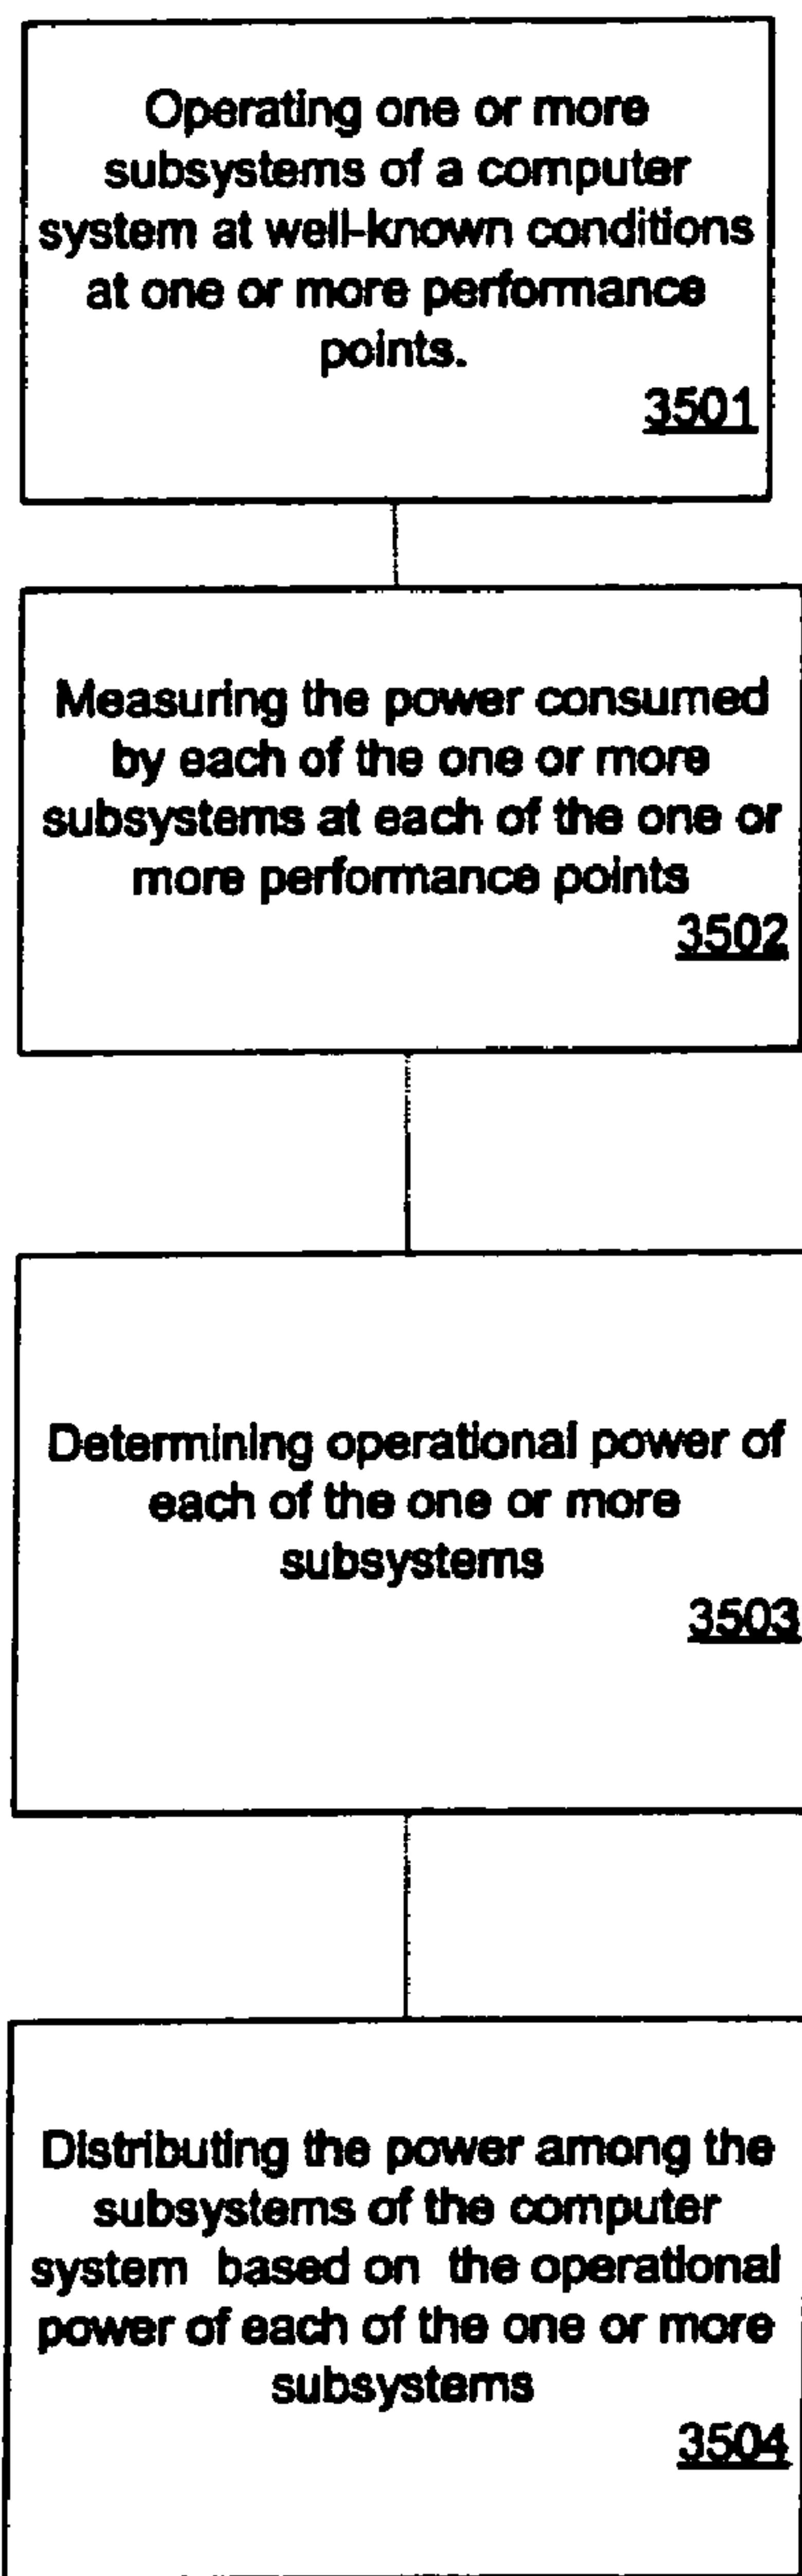 Operating one or more
subsystems of a computer
system at well-known conditions
at one or more performance
points.
3501
Measuring the power consumed
by each of the one or more
subsystems at each of the one or
more performance points
3502
Determining operational power of
each of the one or more
subsystems
3503
Distributing the power among the
subsystems of the computer
system based on the operational
power of each of the one or more
subsystems
3504